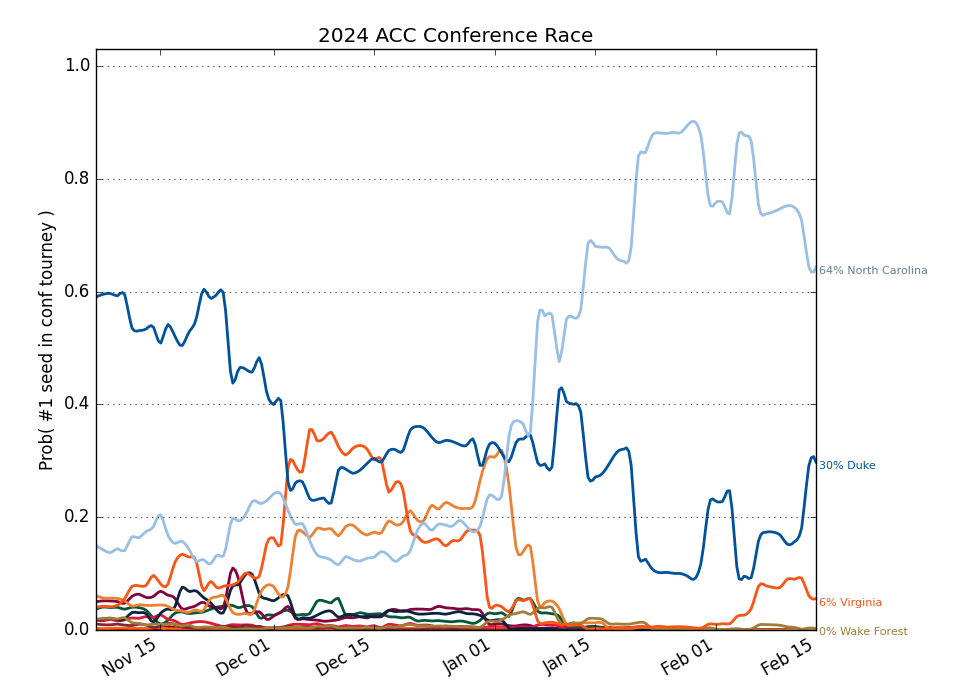 2024 ACC Conference Race
Prob( #1 seed in conf tourney )
1.0
0.8
0.6
0.4
0.2
0.0
64% North Carolina
30% Duke
6% Virginia
0% Wake Forest
Nov 15
Dec 01
Dec 15
Jan 01
Jan 15
Feb 01
Feb 15